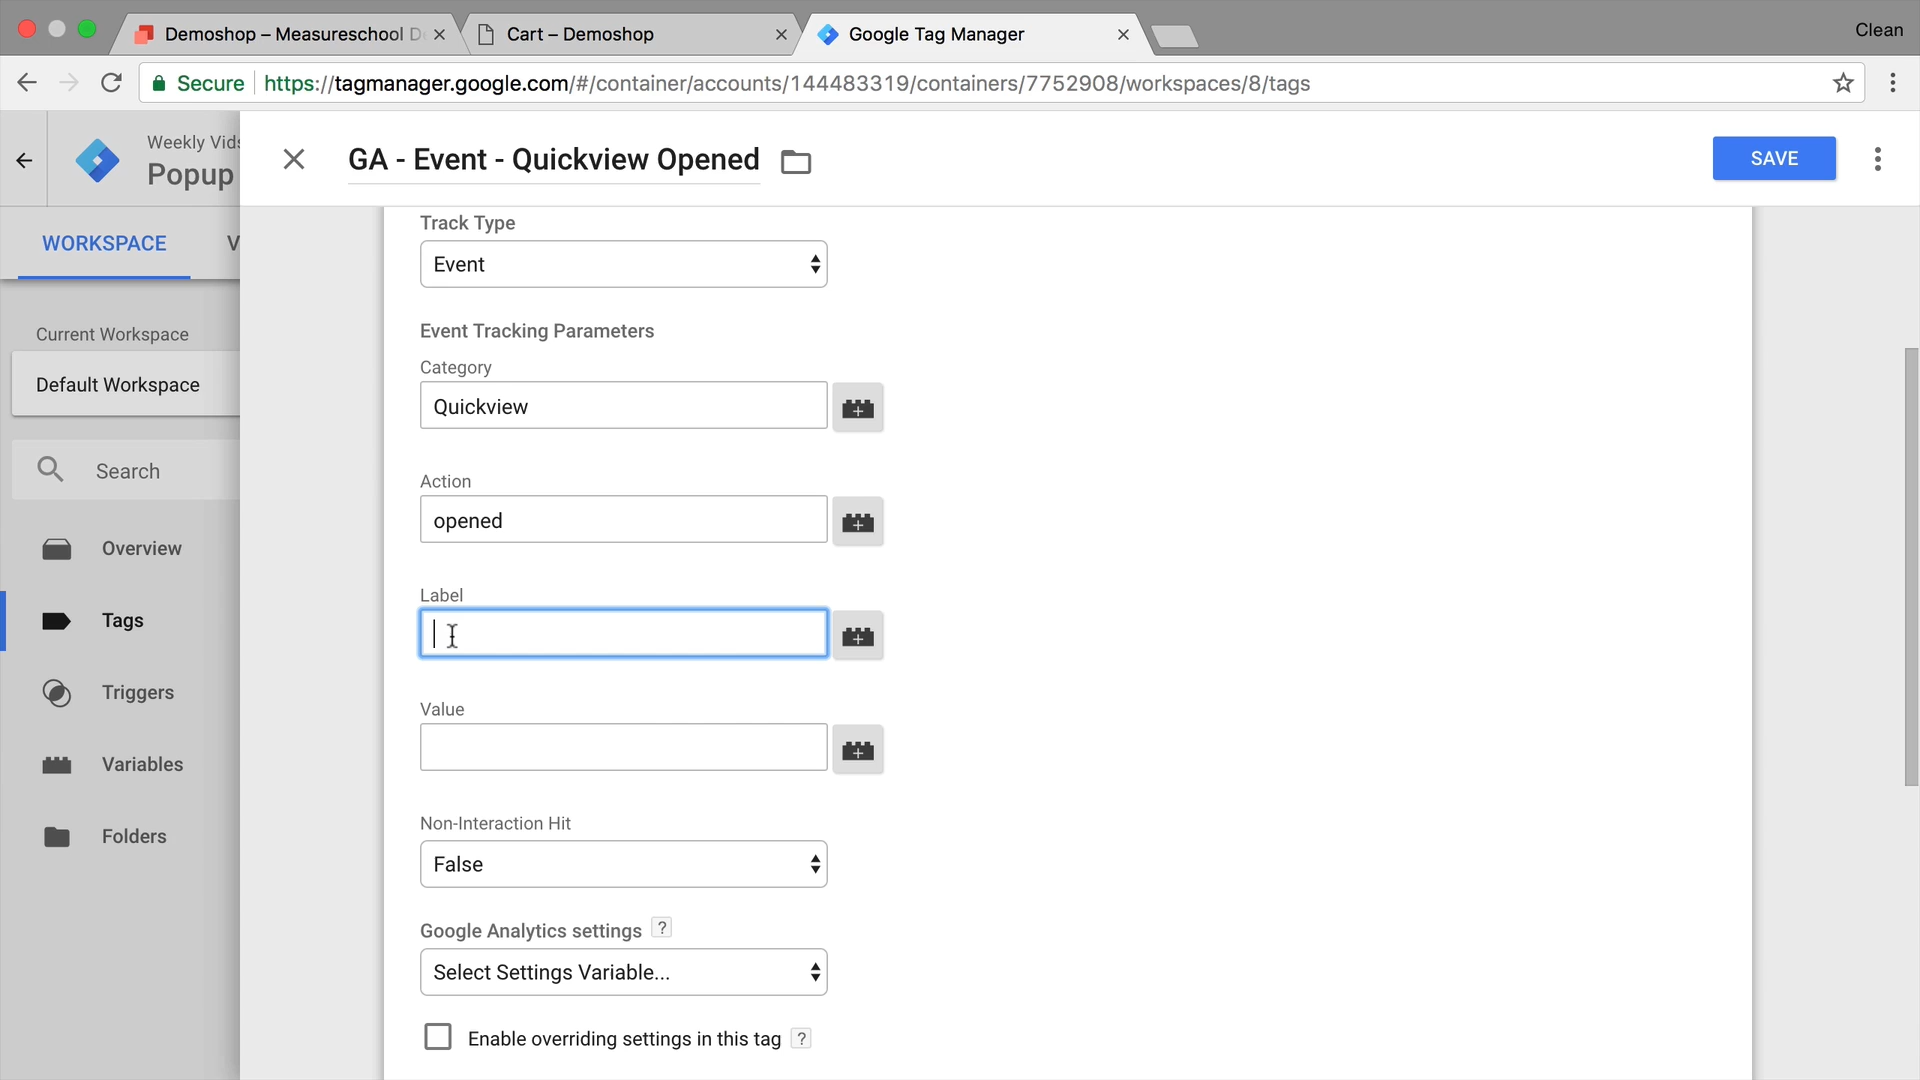 Demoshop – Measureschool D
Cart – Demoshop
Google Tag Manager
Clean
Secure
https://tagmanager.google.com/#/container/accounts/144483319/containers/7752908/workspaces/8/tags
Weekly Vids
Popup
GA - Event - Quickview Opened
SAVE
WORKSPACE
V
Current Workspace
Default Workspace
Search
Overview
Tags
Triggers
Variables
Folders
Track Type
Event
Event Tracking Parameters
Category
Quickview
Action
opened
Label
Value
Non-Interaction Hit
False
Google Analytics settings ?
Select Settings Variable...
Enable overriding settings in this tag ?